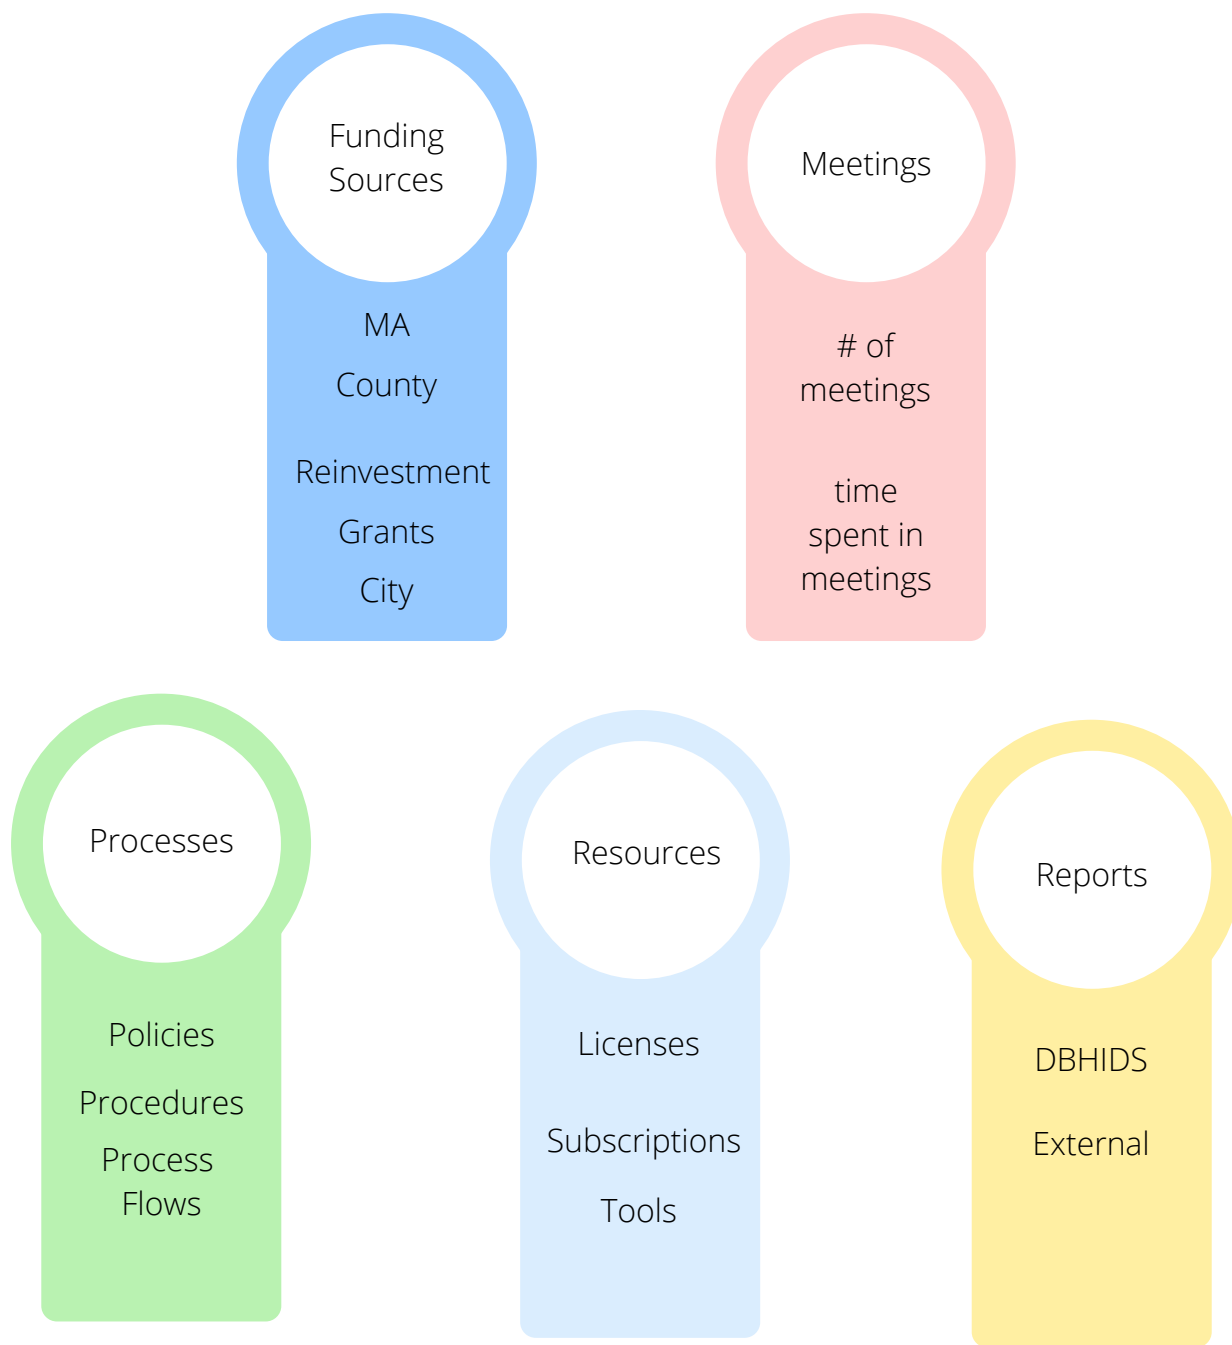 Funding
Sources
MA
County
Reinvestment
Grants
City
Meetings
# of
meetings
time
spent in
meetings
Processes
Policies
Procedures
Process
Flows
Resources
Licenses
Subscriptions
Tools
Reports
DBHIDS
External